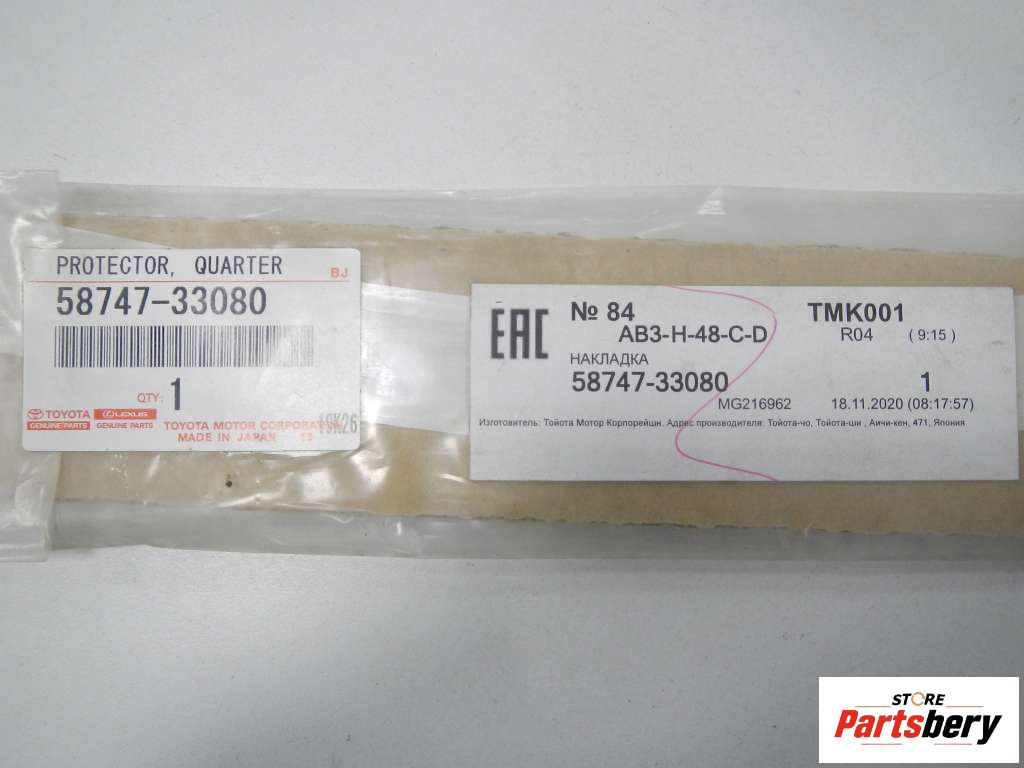 PROTECTOR, QUARTER
BJ
58747-33080
QTY: 1
TOYOTA
GENUINE PARTS
LEXUS
GENUINE PARTS
TOYOTA MOTOR CORPORATION
MADE IN JAPAN 13
19K26
EAC
№ 84
TMK001
AB3-H-48-C-D
R04
( 9:15 )
НАКЛАДКА
58747-33080
1
MG216962
18.11.2020 (08:17:57)
Изготовитель: Тойота Мотор Корпорейшн. Адрес производителя: Тойота-чо, Тойота-ши , Аичи-кен, 471, Япония
STORE
Partsbery